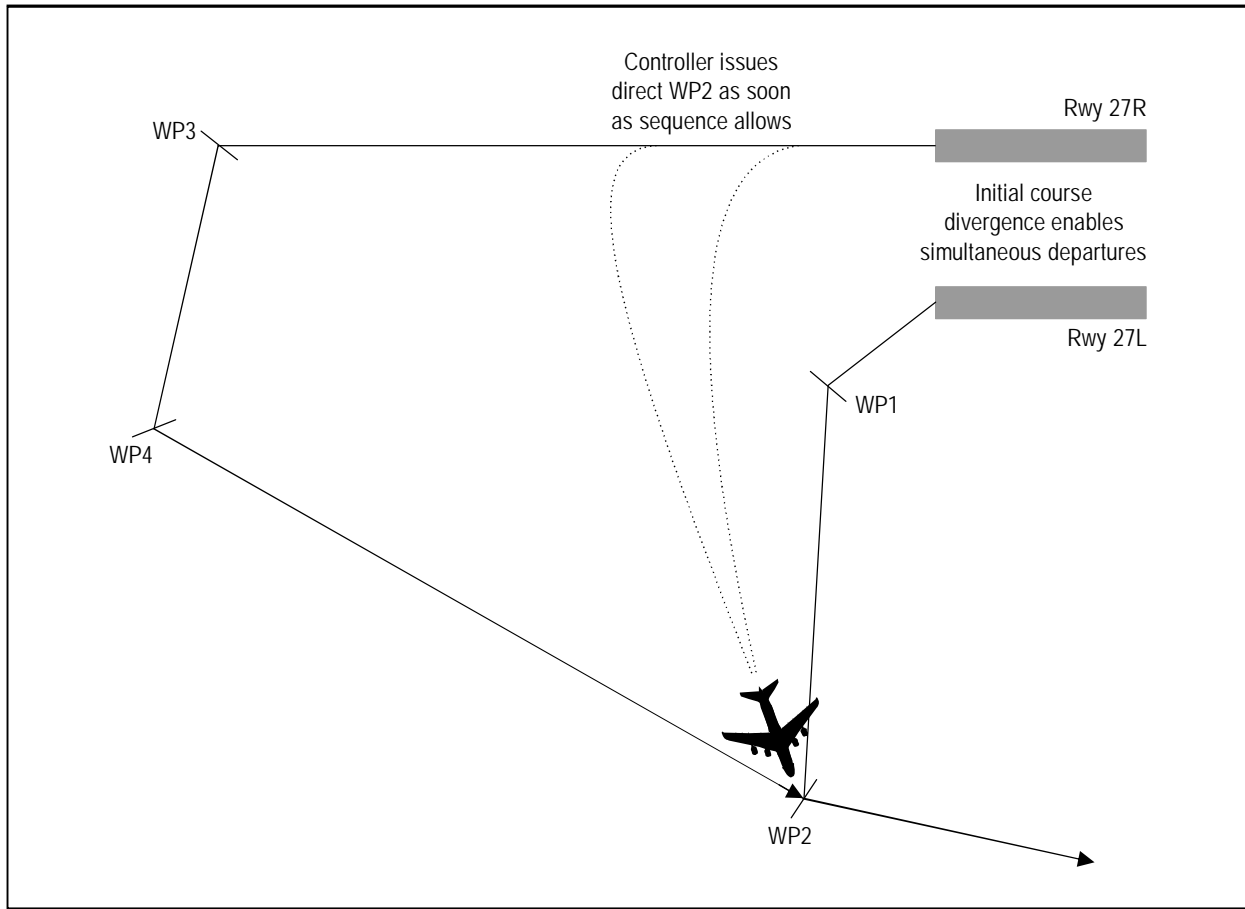 Controller issues
direct WP2 as soon
as sequence allows
Rwy 27R
WP3
Initial course
divergence enables
simultaneous departures
Rwy 27L
WP1
WP4
WP2